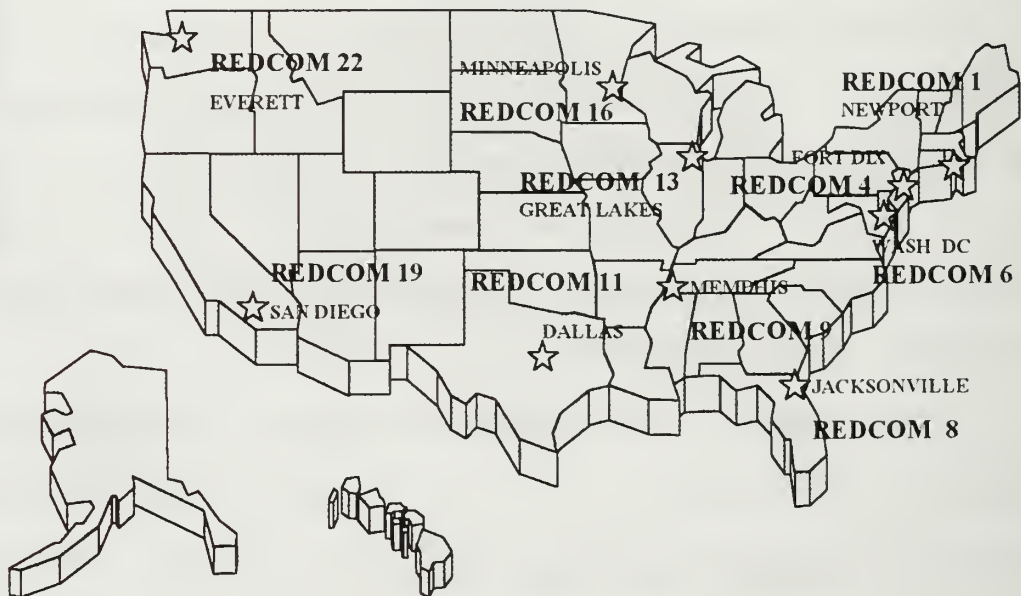 REDCOM 22
EVERETT
MINNEAPOLIS
REDCOM 16
REDCOM 1
NEWPORT
FORT DIX
REDCOM 4
REDCOM 13
GREAT LAKES
WASH DC
REDCOM 6
REDCOM 19
SAN DIEGO
REDCOM 11
DALLAS
MEMPHIS
REDCOM 9
JACKSONVILLE
REDCOM 8